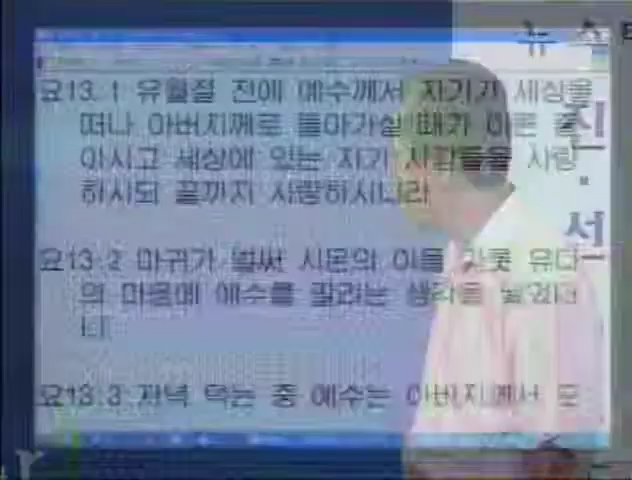 뉴스
요13:1 유월절 전에 예수께서 자기가 세상을
떠나 아버지께로 돌아가실 때가 이른 줄
아시고 세상에 있는 자기 사람들을 사랑
하시되 끝까지 사랑하시니라
요13:2 마귀가 벌써 시몬의 아들 가룟 유다
의 마음에 예수를 팔려는 생각을 넣었더
니
요13:3 저녁 먹는 중 예수는 아버지께서 모